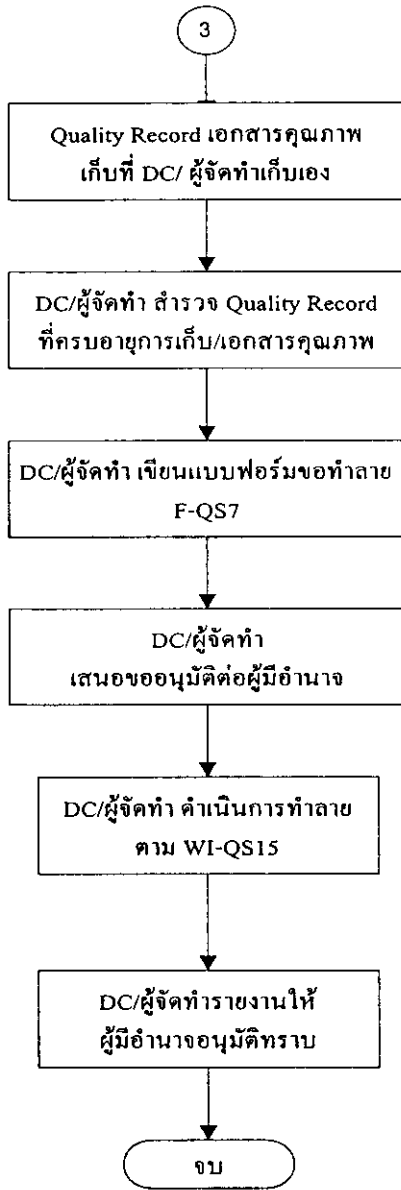 3
Quality Record เอกสารคุณภาพ
เก็บที่ DC/ ผู้จัดทำเก็บเอง
DC/ผู้จัดทำ สำรวจ Quality Record
ที่ครบอายุการเก็บ/เอกสารคุณภาพ
DC/ผู้จัดทำ เขียนแบบฟอร์มขอทำลาย
F-QS7
DC/ผู้จัดทำ
เสนอขออนุมัติต่อผู้มีอำนาจ
DC/ผู้จัดทำ ดำเนินการทำลาย
ตาม WI-QS15
DC/ผู้จัดทำรายงานให้
ผู้มีอำนาจอนุมัติทราบ
จบ